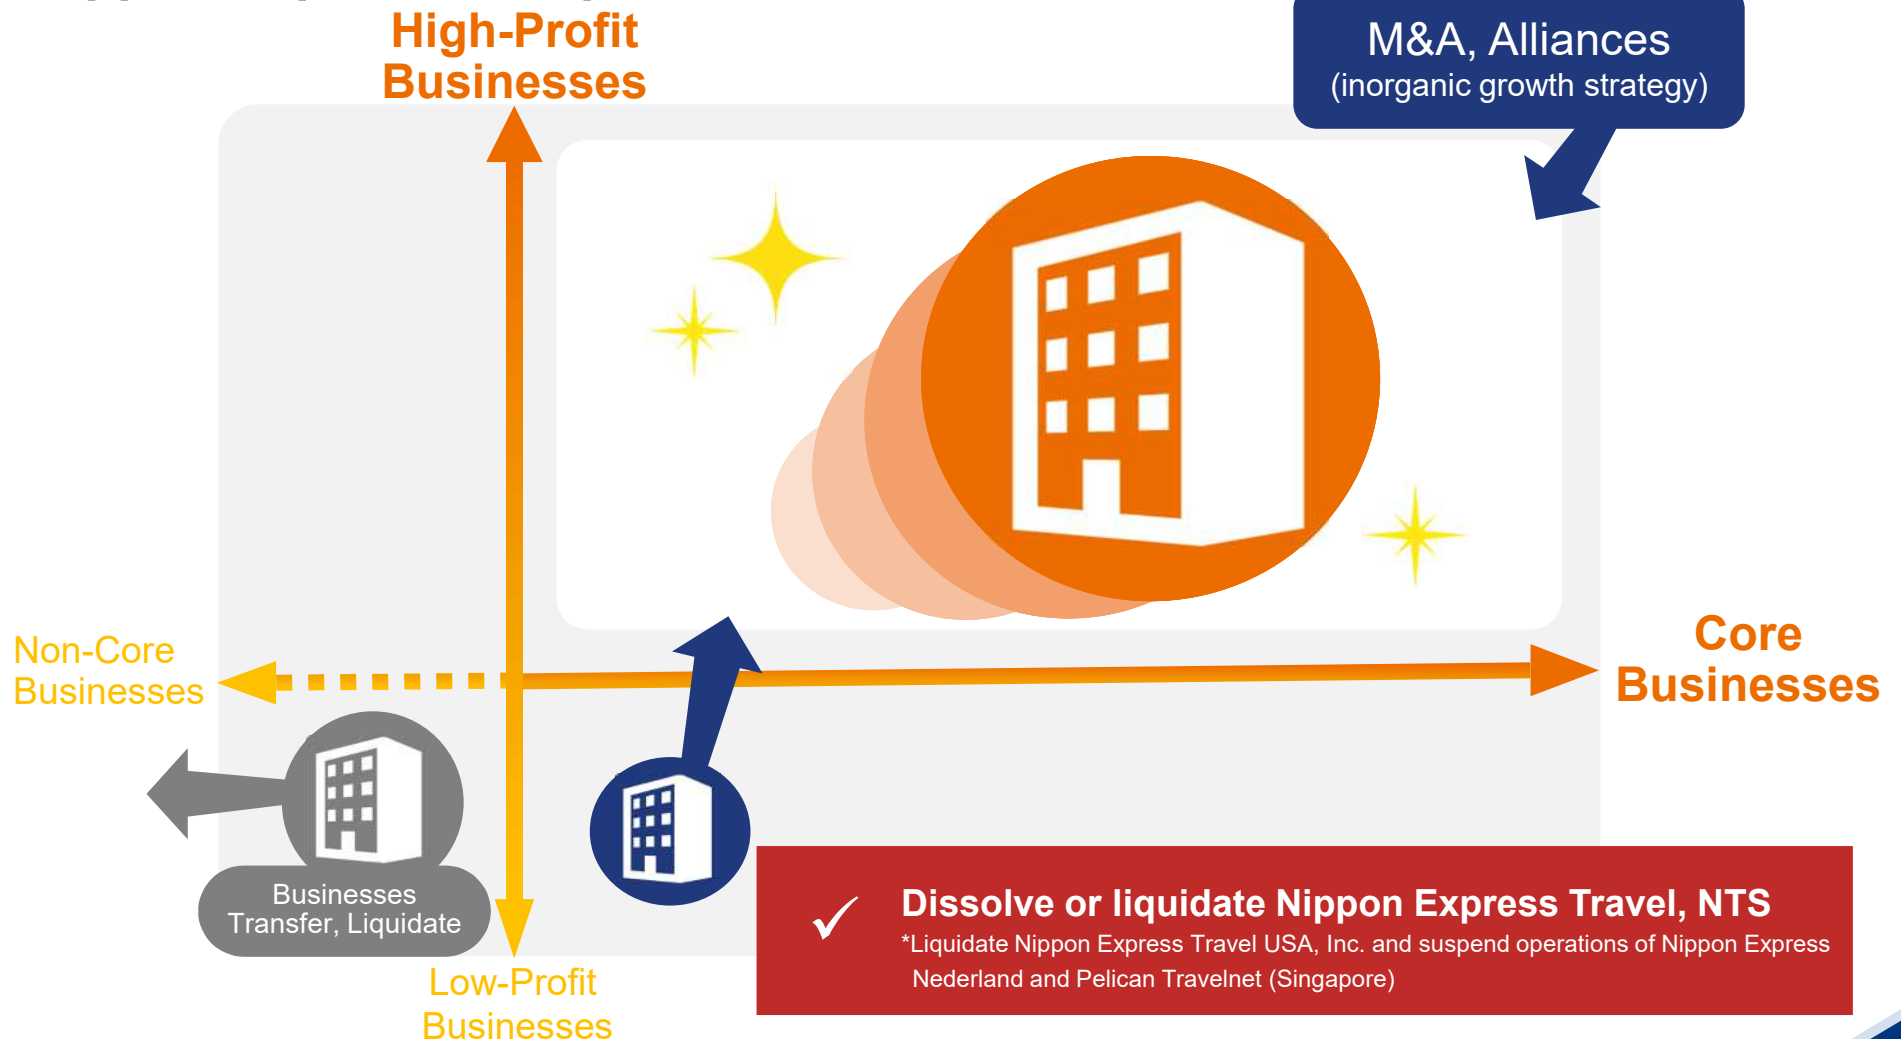 High-Profit
Businesses
M&A, Alliances
(inorganic growth strategy)
Non-Core
Businesses
Core
Businesses
Businesses
Transfer, Liquidate
Dissolve or liquidate Nippon Express Travel, NTS
*Liquidate Nippon Express Travel USA, Inc. and suspend operations of Nippon Express
Nederland and Pelican Travelnet (Singapore)
Low-Profit
Businesses